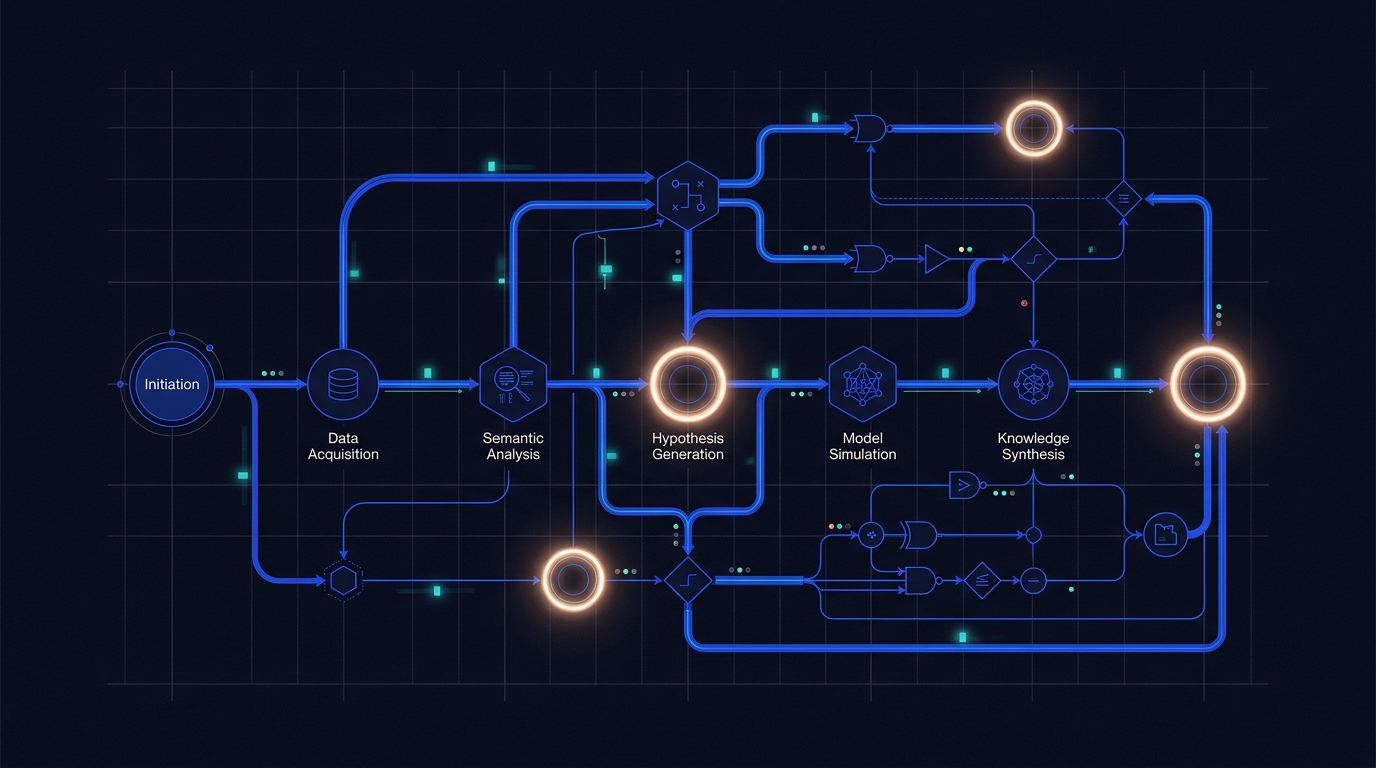 Initiation
Data
Acquisition
Semantic
Analysis
Hypothesis
Generation
Model
Simulation
Knowledge
Synthesis